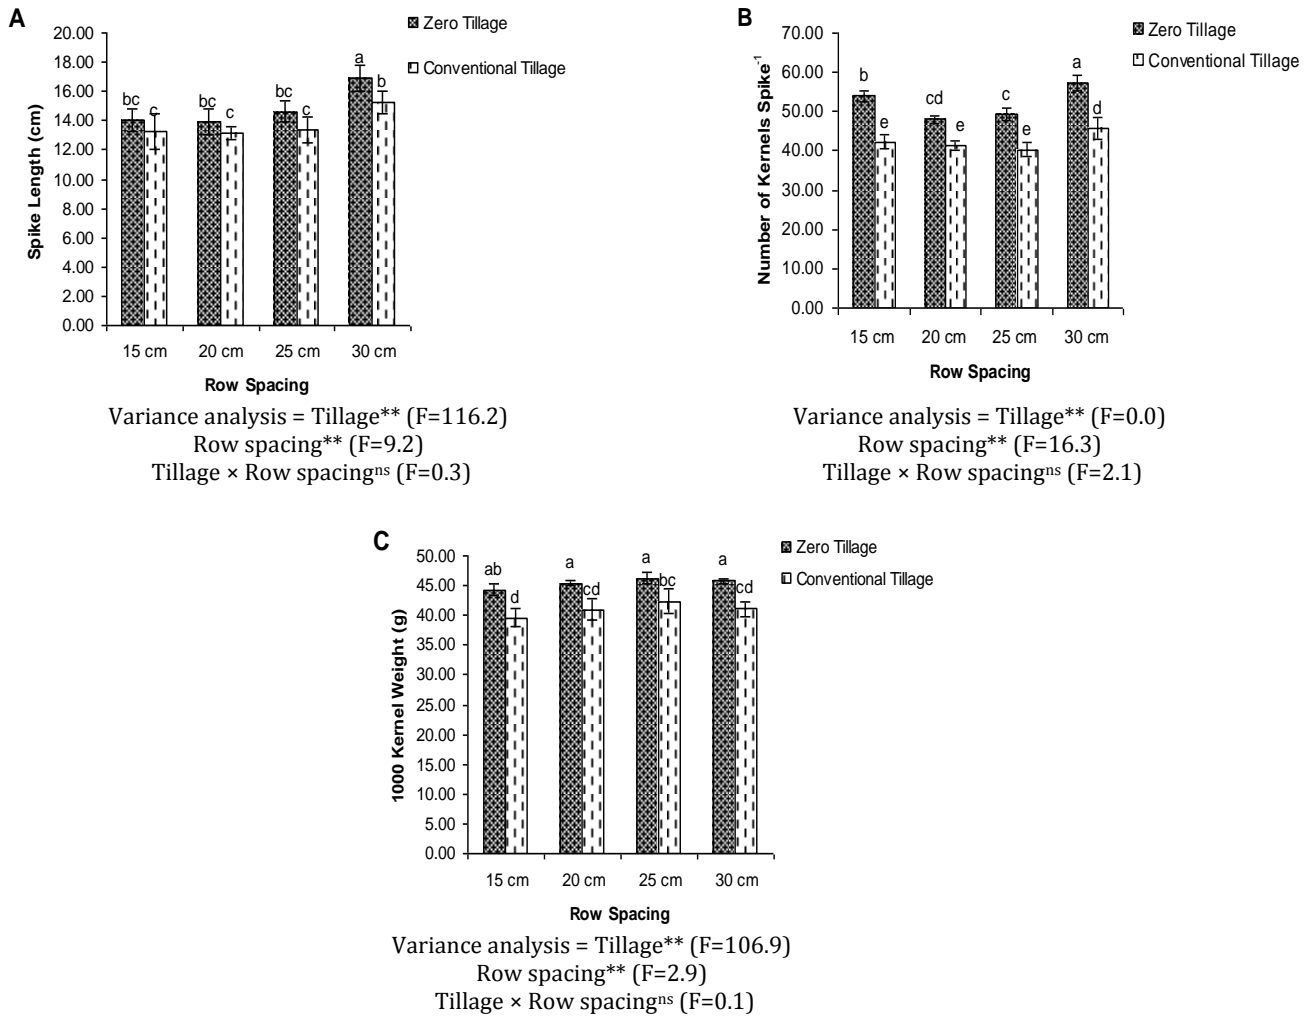 A
20.00
18.00
16.00
14.00
12.00
10.00
8.00
6.00
4.00
2.00
0.00
Spike Length (cm)
bc c bc c bc c a b
15 cm 20 cm 25 cm 30 cm
Row Spacing
Zero Tillage
Conventional Tillage
Variance analysis = Tillage** (F=116.2)
Row spacing** (F=9.2)
Tillage × Row spacingⁿˢ (F=0.3)
B
70.00
60.00
50.00
40.00
30.00
20.00
10.00
0.00
Number of Kernels Spike⁻¹
b e cd e c e a d
15 cm 20 cm 25 cm 30 cm
Row Spacing
Zero Tillage
Conventional Tillage
Variance analysis = Tillage** (F=0.0)
Row spacing** (F=16.3)
Tillage × Row spacingⁿˢ (F=2.1)
C
50.00
45.00
40.00
35.00
30.00
25.00
20.00
15.00
10.00
5.00
0.00
1000 Kernel Weight (g)
ab d a cd a bc a cd
15 cm 20 cm 25 cm 30 cm
Row Spacing
Zero Tillage
Conventional Tillage
Variance analysis = Tillage** (F=106.9)
Row spacing** (F=2.9)
Tillage × Row spacingⁿˢ (F=0.1)